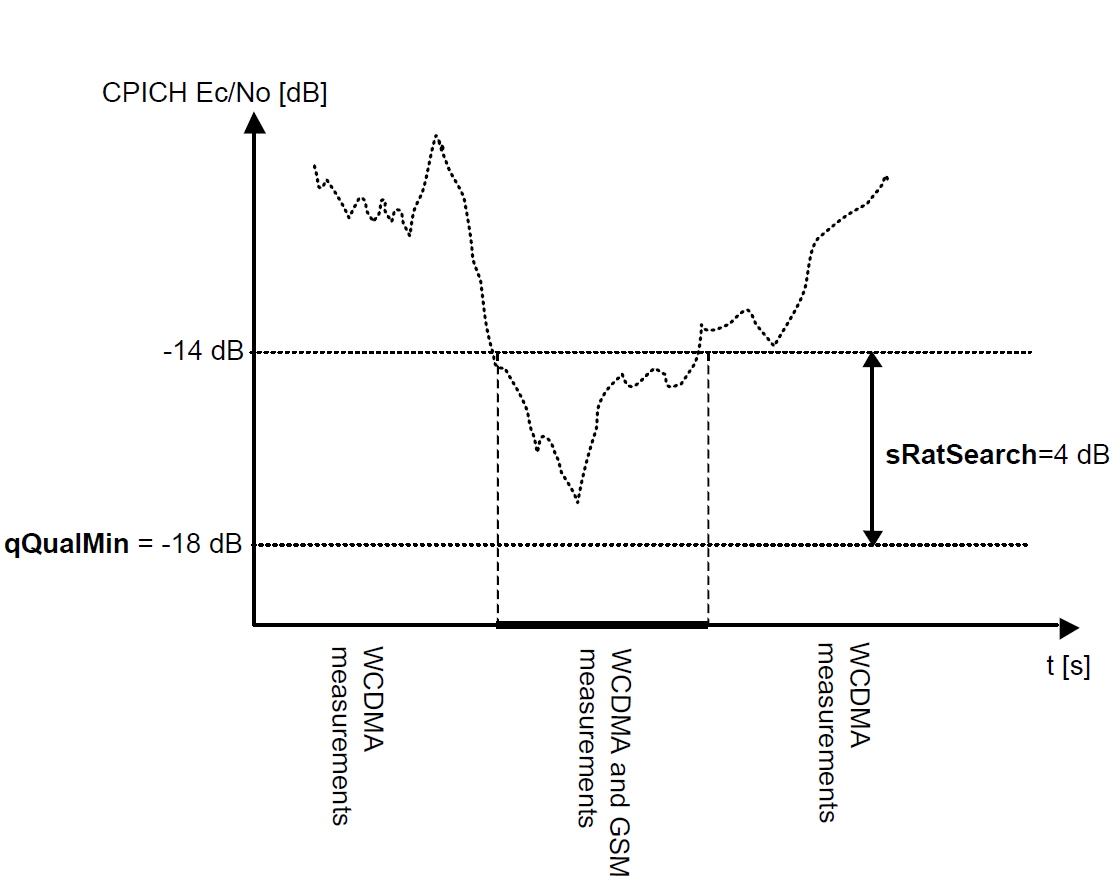 CPICH Ec/No [dB]
-14 dB
sRatSearch=4 dB
qQualMin = -18 dB
t [s]
WCDMA
measurements
WCDMA and GSM
measurements
WCDMA
measurements